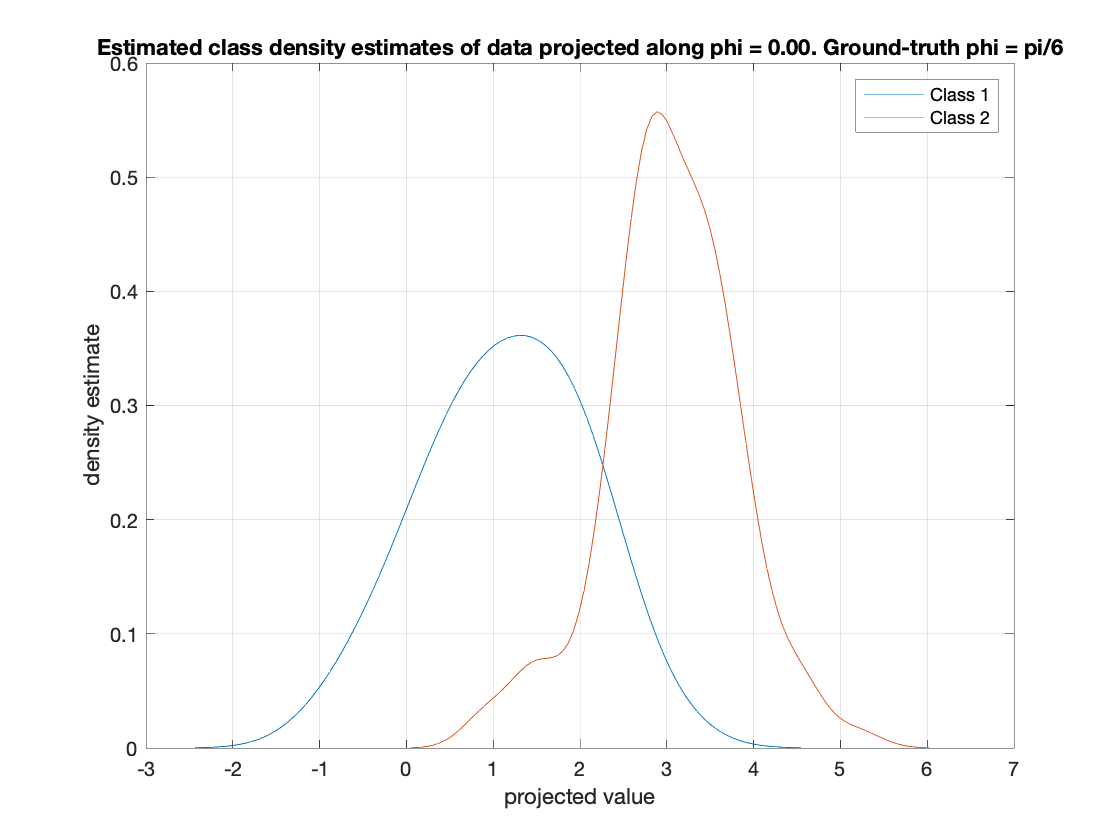 Estimated class density estimates of data projected along phi = 0.00. Ground-truth phi = pi/6
Class 1
Class 2
0.6
0.5
0.4
0.3
0.2
0.1
0
density estimate
-3 -2 -1 0 1 2 3 4 5 6 7
projected value